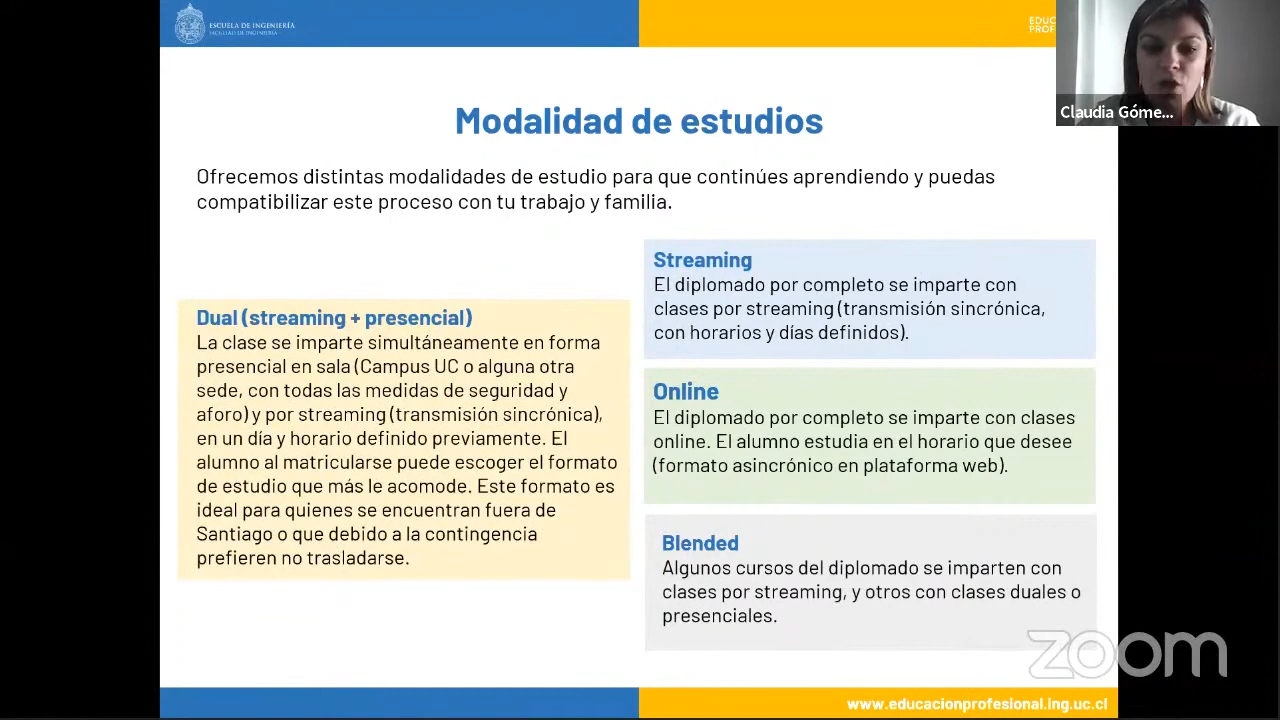 ESCUELA DE INGENIERÍA
FACULTAD DE INGENIERÍA
EDUC
PROF
Claudia Góme...
Modalidad de estudios
Ofrecemos distintas modalidades de estudio para que continúes aprendiendo y puedas
compatibilizar este proceso con tu trabajo y familia.
Dual (streaming + presencial)
La clase se imparte simultáneamente en forma
presencial en sala (Campus UC o alguna otra
sede, con todas las medidas de seguridad y
aforo) y por streaming (transmisión sincrónica),
en un día y horario definido previamente. El
alumno al matricularse puede escoger el formato
de estudio que más le acomode. Este formato es
ideal para quienes se encuentran fuera de
Santiago o que debido a la contingencia
prefieren no trasladarse.
Streaming
El diplomado por completo se imparte con
clases por streaming (transmisión sincrónica,
con horarios y días definidos).
Online
El diplomado por completo se imparte con clases
online. El alumno estudia en el horario que desee
(formato asincrónico en plataforma web).
Blended
Algunos cursos del diplomado se imparten con
clases por streaming, y otros con clases duales o
presenciales.
zoom
www.educacionprofesional.ing.uc.cl